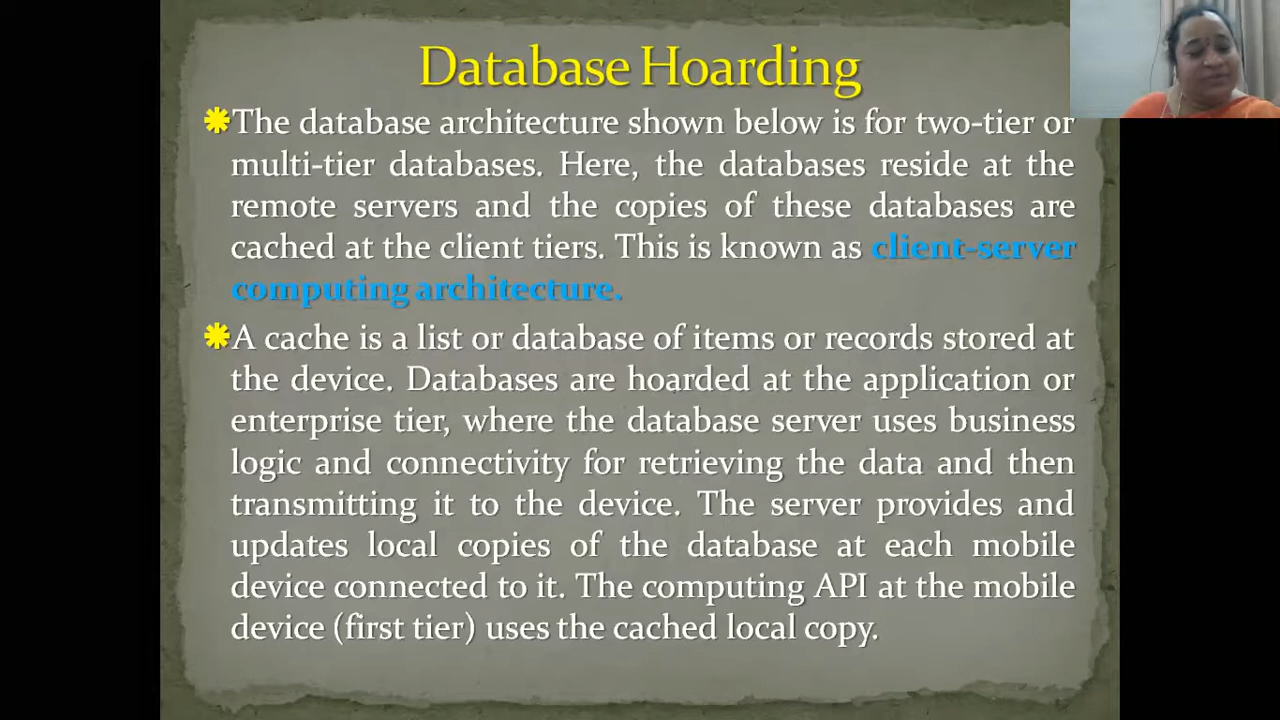 Database Hoarding
The database architecture shown below is for two-tier or
multi-tier databases. Here, the databases reside at the
remote servers and the copies of these databases are
cached at the client tiers. This is known as client-server
computing architecture.
A cache is a list or database of items or records stored at
the device. Databases are hoarded at the application or
enterprise tier, where the database server uses business
logic and connectivity for retrieving the data and then
transmitting it to the device. The server provides and
updates local copies of the database at each mobile
device connected to it. The computing API at the mobile
device (first tier) uses the cached local copy.